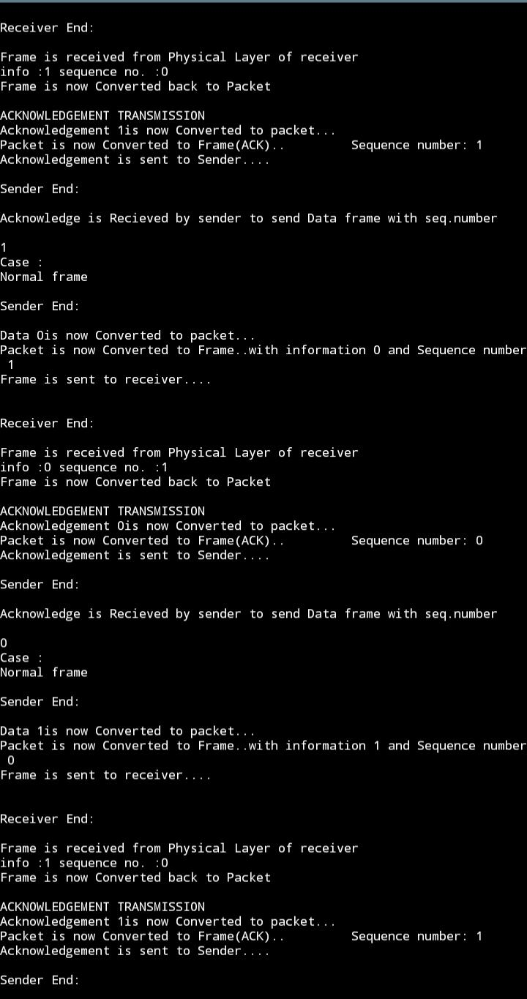 Receiver End:
Frame is received from Physical Layer of receiver
info :1 sequence no. :0
Frame is now Converted back to Packet
ACKNOWLEDGEMENT TRANSMISSION
Acknowledgement 1is now Converted to packet...
Packet is now Converted to Frame(ACK)..         Sequence number: 1
Acknowledgement is sent to Sender....
Sender End:
Acknowledge is Recieved by sender to send Data frame with seq.number
1
Case :
Normal frame
Sender End:
Data 0is now Converted to packet...
Packet is now Converted to Frame..with information 0 and Sequence number
 1
Frame is sent to receiver....
Receiver End:
Frame is received from Physical Layer of receiver
info :0 sequence no. :1
Frame is now Converted back to Packet
ACKNOWLEDGEMENT TRANSMISSION
Acknowledgement 0is now Converted to packet...
Packet is now Converted to Frame(ACK)..         Sequence number: 0
Acknowledgement is sent to Sender....
Sender End:
Acknowledge is Recieved by sender to send Data frame with seq.number
0
Case :
Normal frame
Sender End:
Data 1is now Converted to packet...
Packet is now Converted to Frame..with information 1 and Sequence number
 0
Frame is sent to receiver....
Receiver End:
Frame is received from Physical Layer of receiver
info :1 sequence no. :0
Frame is now Converted back to Packet
ACKNOWLEDGEMENT TRANSMISSION
Acknowledgement 1is now Converted to packet...
Packet is now Converted to Frame(ACK)..         Sequence number: 1
Acknowledgement is sent to Sender....
Sender End: